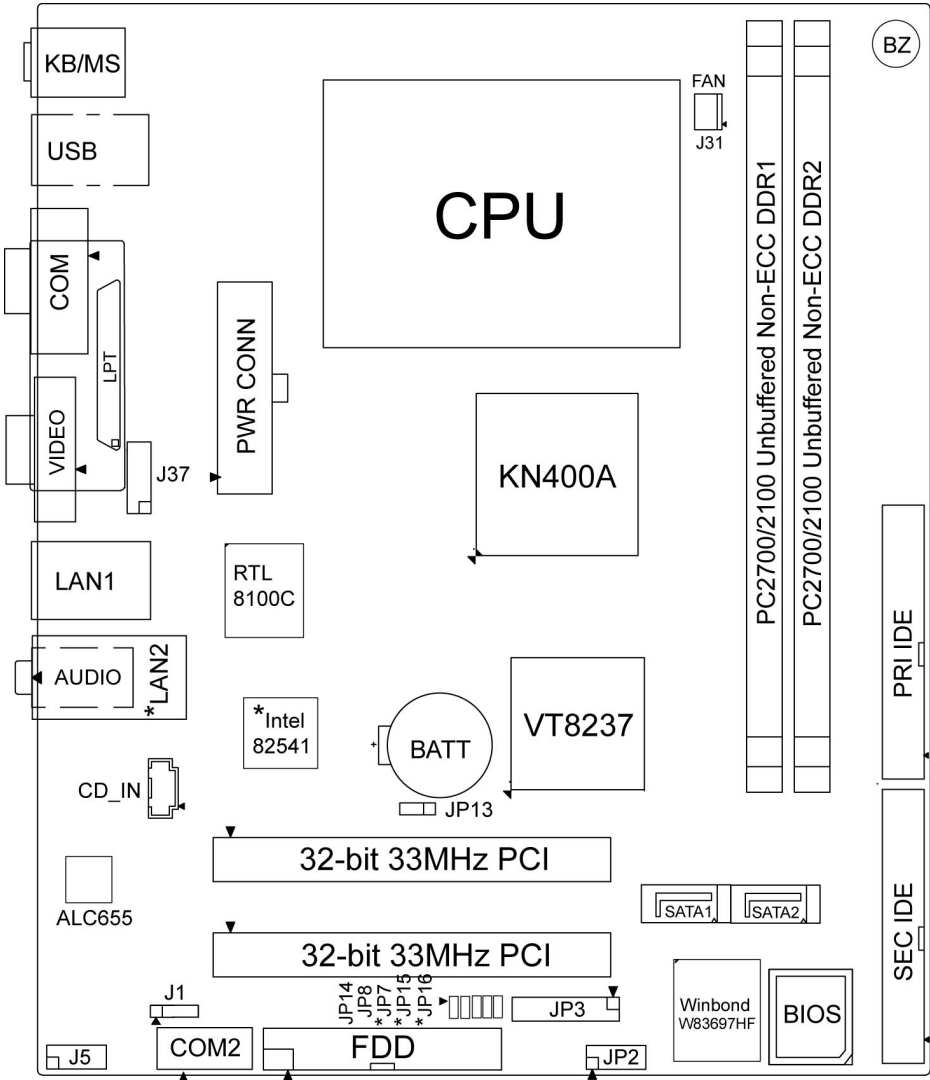 KB/MS
BZ
FAN
J31
USB
CPU
PC2700/2100 Unbuffered Non-ECC DDR1
PC2700/2100 Unbuffered Non-ECC DDR2
COM
LPT
PWR CONN
VIDEO
J37
KN400A
LAN1
RTL
8100C
PRI IDE
AUDIO
*LAN2
*Intel
82541
BATT
VT8237
CD_IN
JP13
32-bit 33MHz PCI
ALC655
SATA1
SATA2
SEC IDE
32-bit 33MHz PCI
J1
JP14
JP8
*JP7
*JP15
*JP16
JP3
Winbond
W83697HF
BIOS
J5
COM2
FDD
JP2